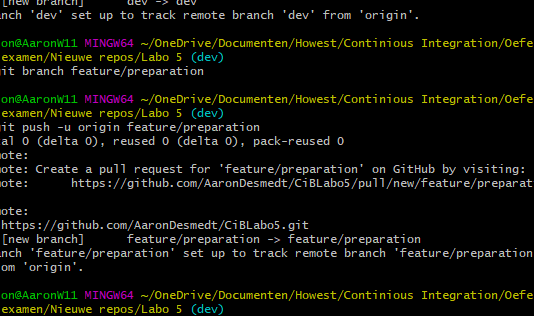 [new branch]      dev -> dev
nch 'dev' set up to track remote branch 'dev' from 'origin'.
on@AaronW11 MINGW64 ~/OneDrive/Documenten/Howest/Continious Integration/Oefe
examen/Nieuwe repos/Labo 5 (dev)
it branch feature/preparation
on@AaronW11 MINGW64 ~/OneDrive/Documenten/Howest/Continious Integration/Oefe
examen/Nieuwe repos/Labo 5 (dev)
it push -u origin feature/preparation
al 0 (delta 0), reused 0 (delta 0), pack-reused 0
ote:
ote: Create a pull request for 'feature/preparation' on GitHub by visiting:
ote:      https://github.com/AaronDesmedt/CiBLabo5/pull/new/feature/preparat
ote:
https://github.com/AaronDesmedt/CiBLabo5.git
[new branch]      feature/preparation -> feature/preparation
nch 'feature/preparation' set up to track remote branch 'feature/preparation
om 'origin'.
on@AaronW11 MINGW64 ~/OneDrive/Documenten/Howest/Continious Integration/Oefe
examen/Nieuwe repos/Labo 5 (dev)